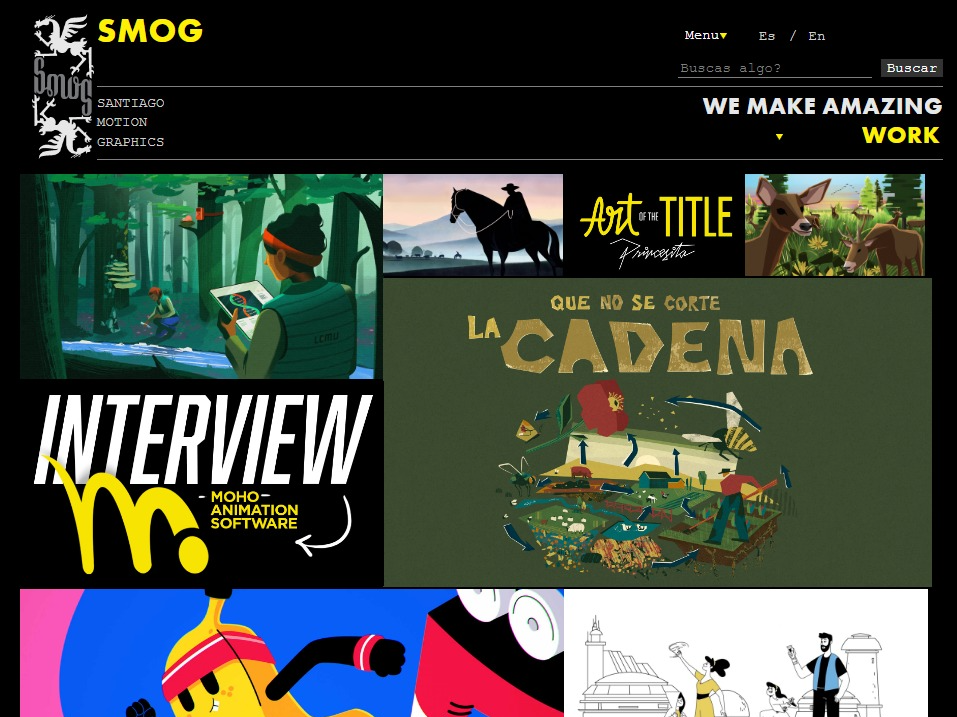 SMOG
Menu▾
Es / En
Buscas algo?
Buscar
Smog
SANTIAGO
MOTION
GRAPHICS
WE MAKE AMAZING
WORK
LEMU
Art OF THE TITLE
Princesita
QUE NO SE CORTE
LA CADENA
INTERVIEW
m.
MOHO
ANIMATION
SOFTWARE